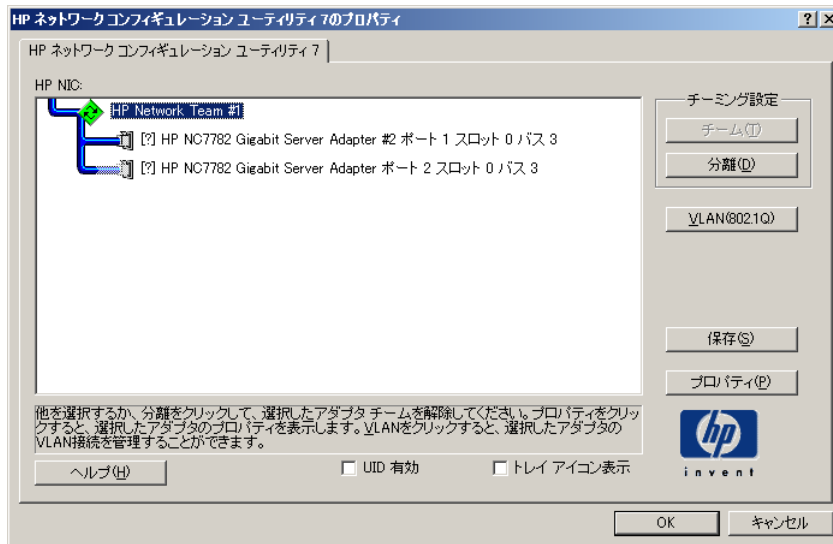 HP ネットワーク コンフィギュレーション ユーティリティ 7のプロパティ
HP ネットワーク コンフィギュレーション ユーティリティ 7
HP NIC:
HP Network Team #1
[?] HP NC7782 Gigabit Server Adapter #2 ポート 1 スロット 0 バス 3
[?] HP NC7782 Gigabit Server Adapter ポート 2 スロット 0 バス 3
チーミング設定
チーム(T)
分離(D)
VLAN(802.1Q)
保存(S)
プロパティ(P)
他を選択するか、分離をクリックして、選択したアダプタ チームを解除してください。プロパティをクリッ
クすると、選択したアダプタのプロパティを表示します。VLANをクリックすると、選択したアダプタの
VLAN接続を管理することができます。
ヘルプ(H)
UID 有効
トレイ アイコン表示
hp
invent
OK
キャンセル